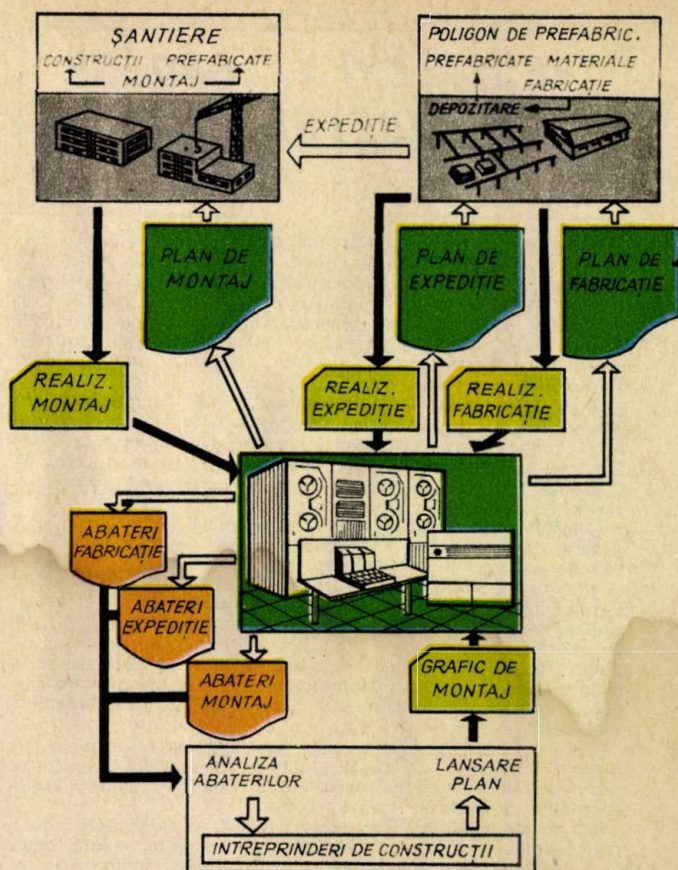 ŞANTIERE
CONSTRUCŢII PREFABICATE
MONTAJ
POLIGON DE PREFABRIC.
PREFABRICATE MATERIALE
FABRICAŢIE
DEPOZITARE
EXPEDIŢIE
PLAN DE
MONTAJ
PLAN DE
EXPEDIŢIE
PLAN DE
FABRICAŢIE
REALIZ.
MONTAJ
REALIZ.
EXPEDIŢIE
REALIZ.
FABRICAŢIE
ABATERI
FABRICAŢIE
ABATERI
EXPEDIŢIE
ABATERI
MONTAJ
GRAFIC DE
MONTAJ
ANALIZA
ABATERILOR
LANSARE
PLAN
INTREPRINDERI DE CONSTRUCŢII